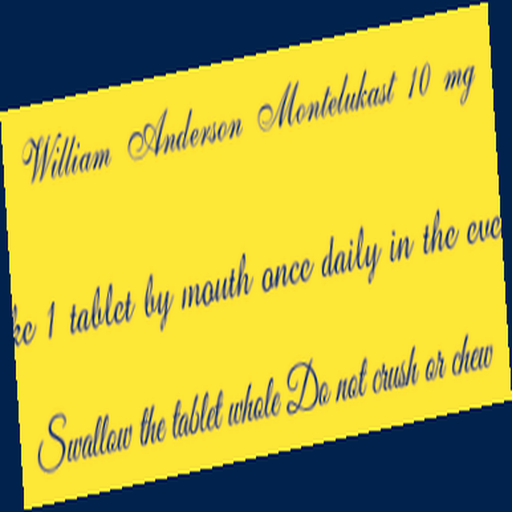 William Anderson Montelukast 10 mg
1 tablet by mouth once daily in the
Swallow the tablet whole Do not crush or chew